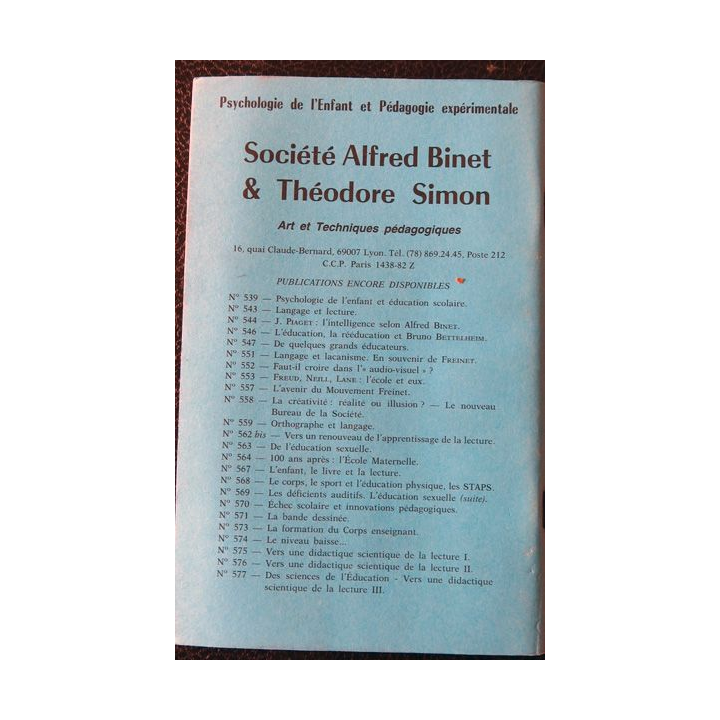 Psychologie de l'Enfant et Pédagogie expérimentale
Société Alfred Binet
& Théodore Simon
Art et Techniques pédagogiques
16, quai Claude-Bernard, 69007 Lyon. Tél. (78) 869.24.45, Poste 212
C.C.P. Paris 1438-82 Z
PUBLICATIONS ENCORE DISPONIBLES
N° 539 — Psychologie de l'enfant et éducation scolaire.
N° 543 — Langage et lecture.
N° 544 — J. PIAGET : l'intelligence selon Alfred BINET.
N° 546 — L'éducation, la rééducation et Bruno BETTELHEIM.
N° 547 — De quelques grands éducateurs.
N° 551 — Langage et lacanisme. En souvenir de FREINET.
N° 552 — Faut-il croire dans l'« audio-visuel » ?
N° 553 — FREUD, NEILL, LANE : l'école et eux.
N° 557 — L'avenir du Mouvement Freinet.
N° 558 — La créativité : réalité ou illusion ? — Le nouveau
Bureau de la Société.
N° 559 — Orthographe et langage.
N° 562 bis — Vers un renouveau de l'apprentissage de la lecture.
N° 563 — De l'éducation sexuelle.
N° 564 — 100 ans après : l'École Maternelle.
N° 567 — L'enfant, le livre et la lecture.
N° 568 — Le corps, le sport et l'éducation physique, les STAPS.
N° 569 — Les déficients auditifs. L'éducation sexuelle (suite).
N° 570 — Échec scolaire et innovations pédagogiques.
N° 571 — La bande dessinée.
N° 573 — La formation du Corps enseignant.
N° 574 — Le niveau baisse...
N° 575 — Vers une didactique scientique de la lecture I.
N° 576 — Vers une didactique scientique de la lecture II.
N° 577 — Des sciences de l'Éducation - Vers une didactique
scientique de la lecture III.